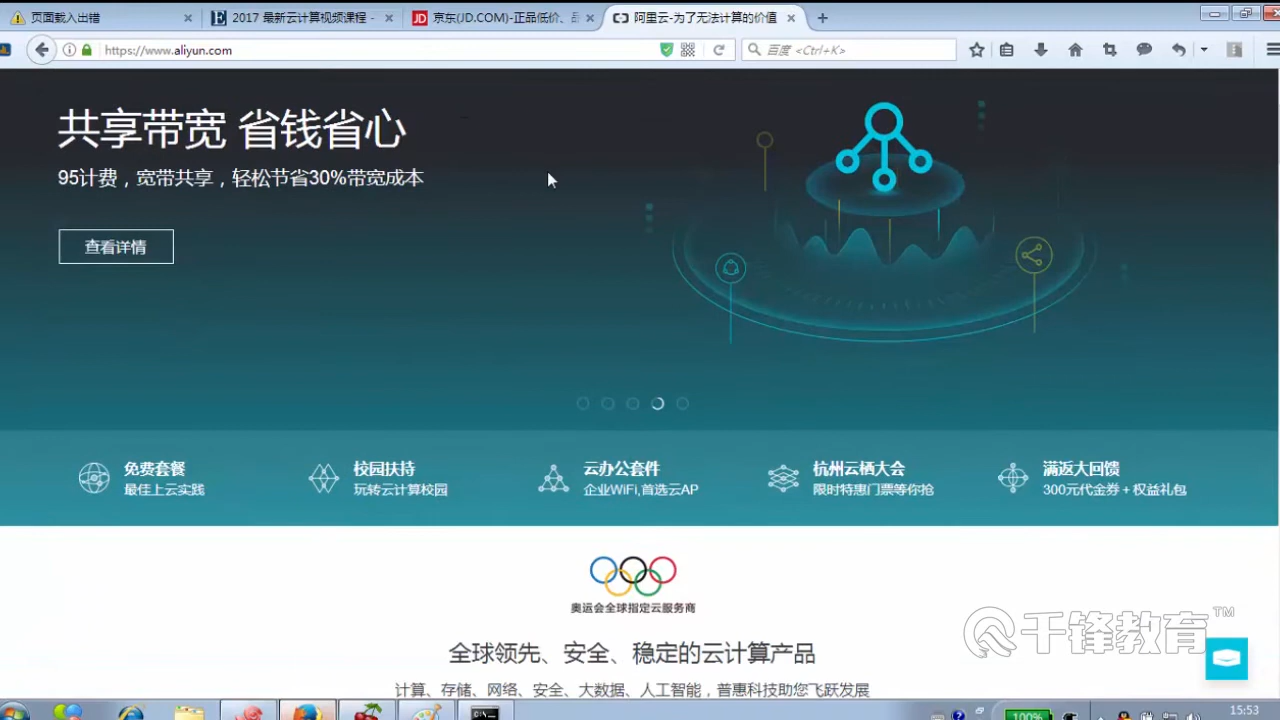 页面载入出错
2017 最新云计算视频课程 -
JD 京东(JD.COM)-正品低价、品
阿里云-为了无法计算的价值
https://www.aliyun.com
百度 <Ctrl+K>
共享带宽 省钱省心
95计费，宽带共享，轻松节省30%带宽成本
查看详情
免费套餐
最佳上云实践
校园扶持
玩转云计算校园
云办公套件
企业WiFi,首选云AP
杭州云栖大会
限时特惠门票等你抢
满返大回馈
300元代金券＋权益礼包
奥运会全球指定云服务商
千锋教育™
全球领先、安全、稳定的云计算产品
计算、存储、网络、安全、大数据、人工智能，普惠科技助您飞跃发展
100%
15:53